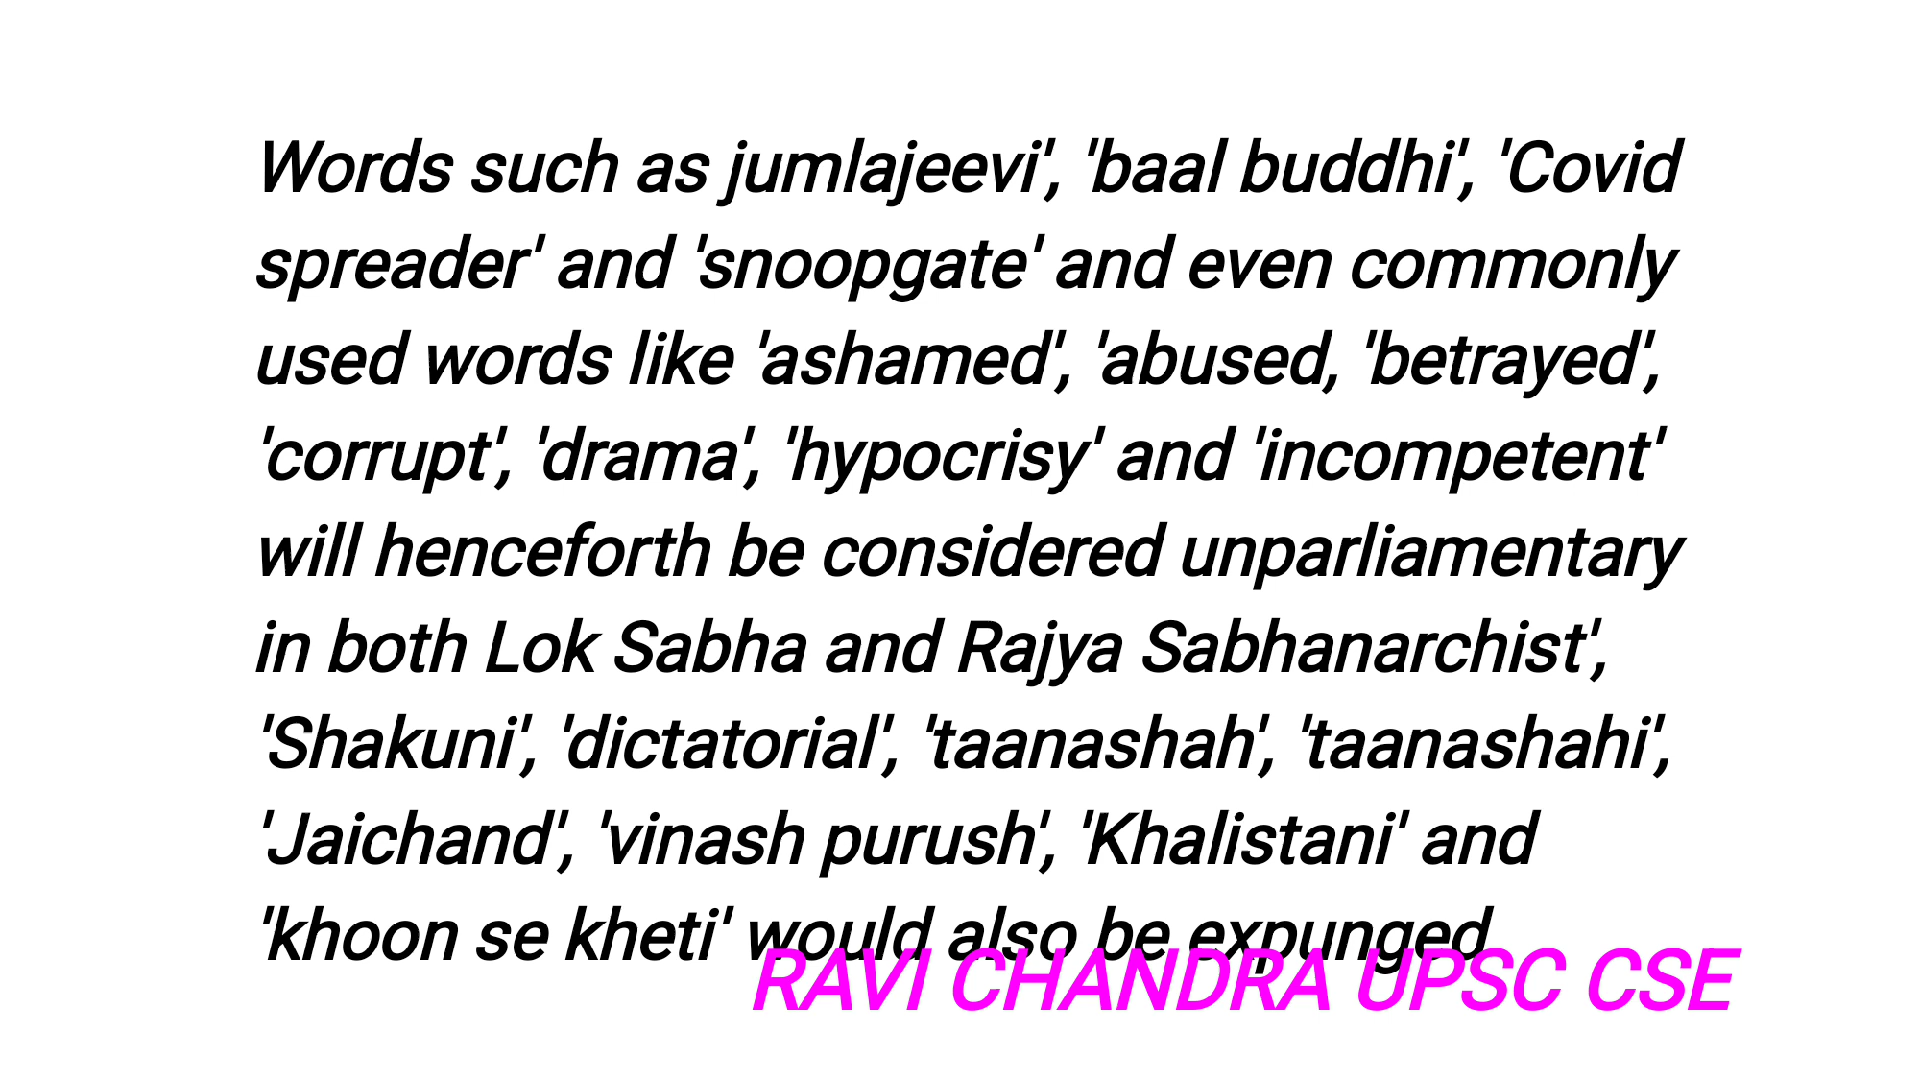 Words such as jumlajeevi', 'baal buddhi', 'Covid
spreader' and 'snoopgate' and even commonly
used words like 'ashamed', 'abused, 'betrayed',
'corrupt', 'drama', 'hypocrisy' and 'incompetent'
will henceforth be considered unparliamentary
in both Lok Sabha and Rajya Sabhanarchist',
'Shakuni', 'dictatorial', 'taanashah', 'taanashahi',
'Jaichand', 'vinash purush', 'Khalistani' and
'khoon se kheti' would also be expunged
RAVI CHANDRA UPSC CSE